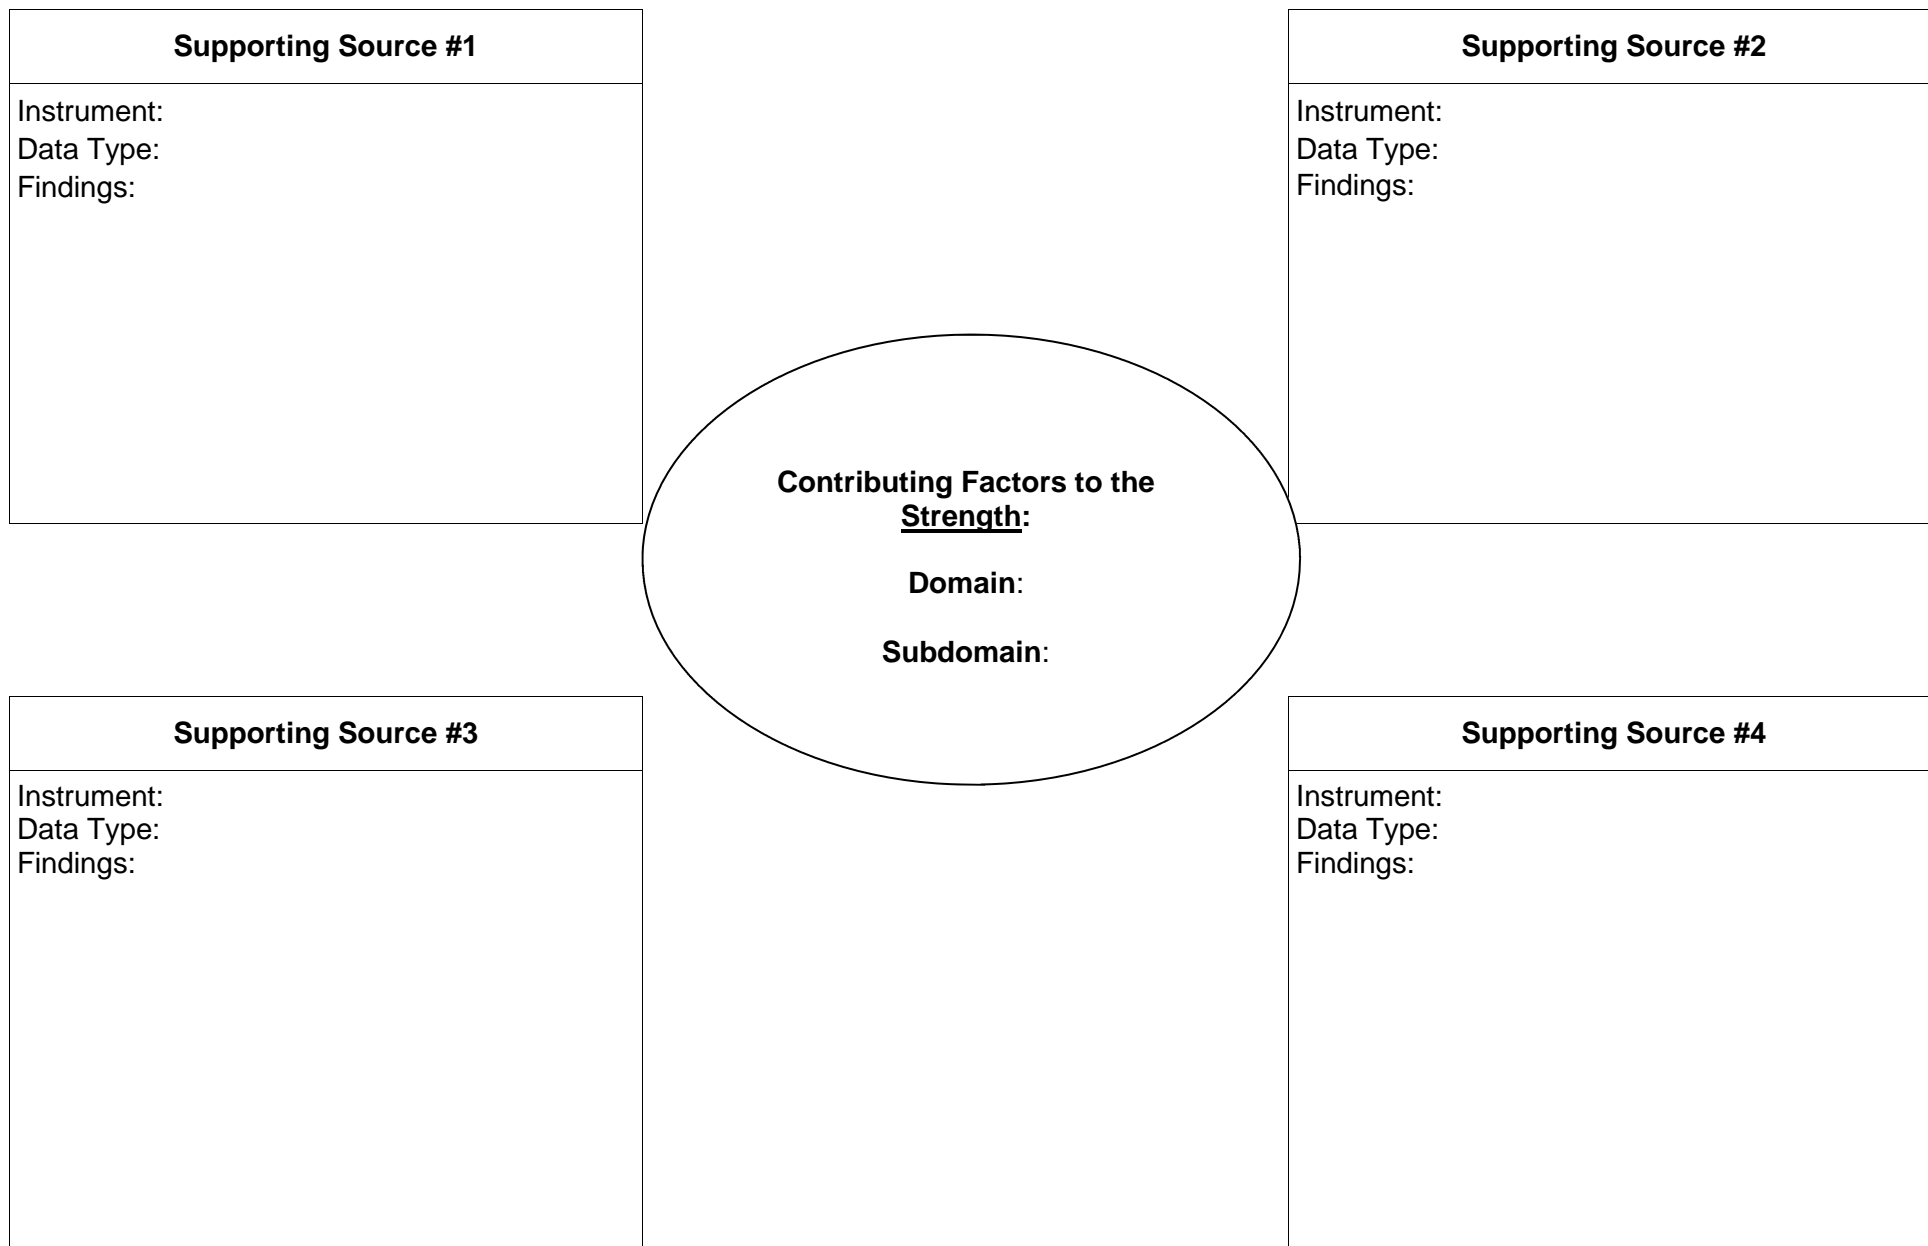 Supporting Source #1
Instrument:
Data Type:
Findings:
Supporting Source #2
Instrument:
Data Type:
Findings:
Contributing Factors to the
Strength:
Domain:
Subdomain:
Supporting Source #3
Instrument:
Data Type:
Findings:
Supporting Source #4
Instrument:
Data Type:
Findings: